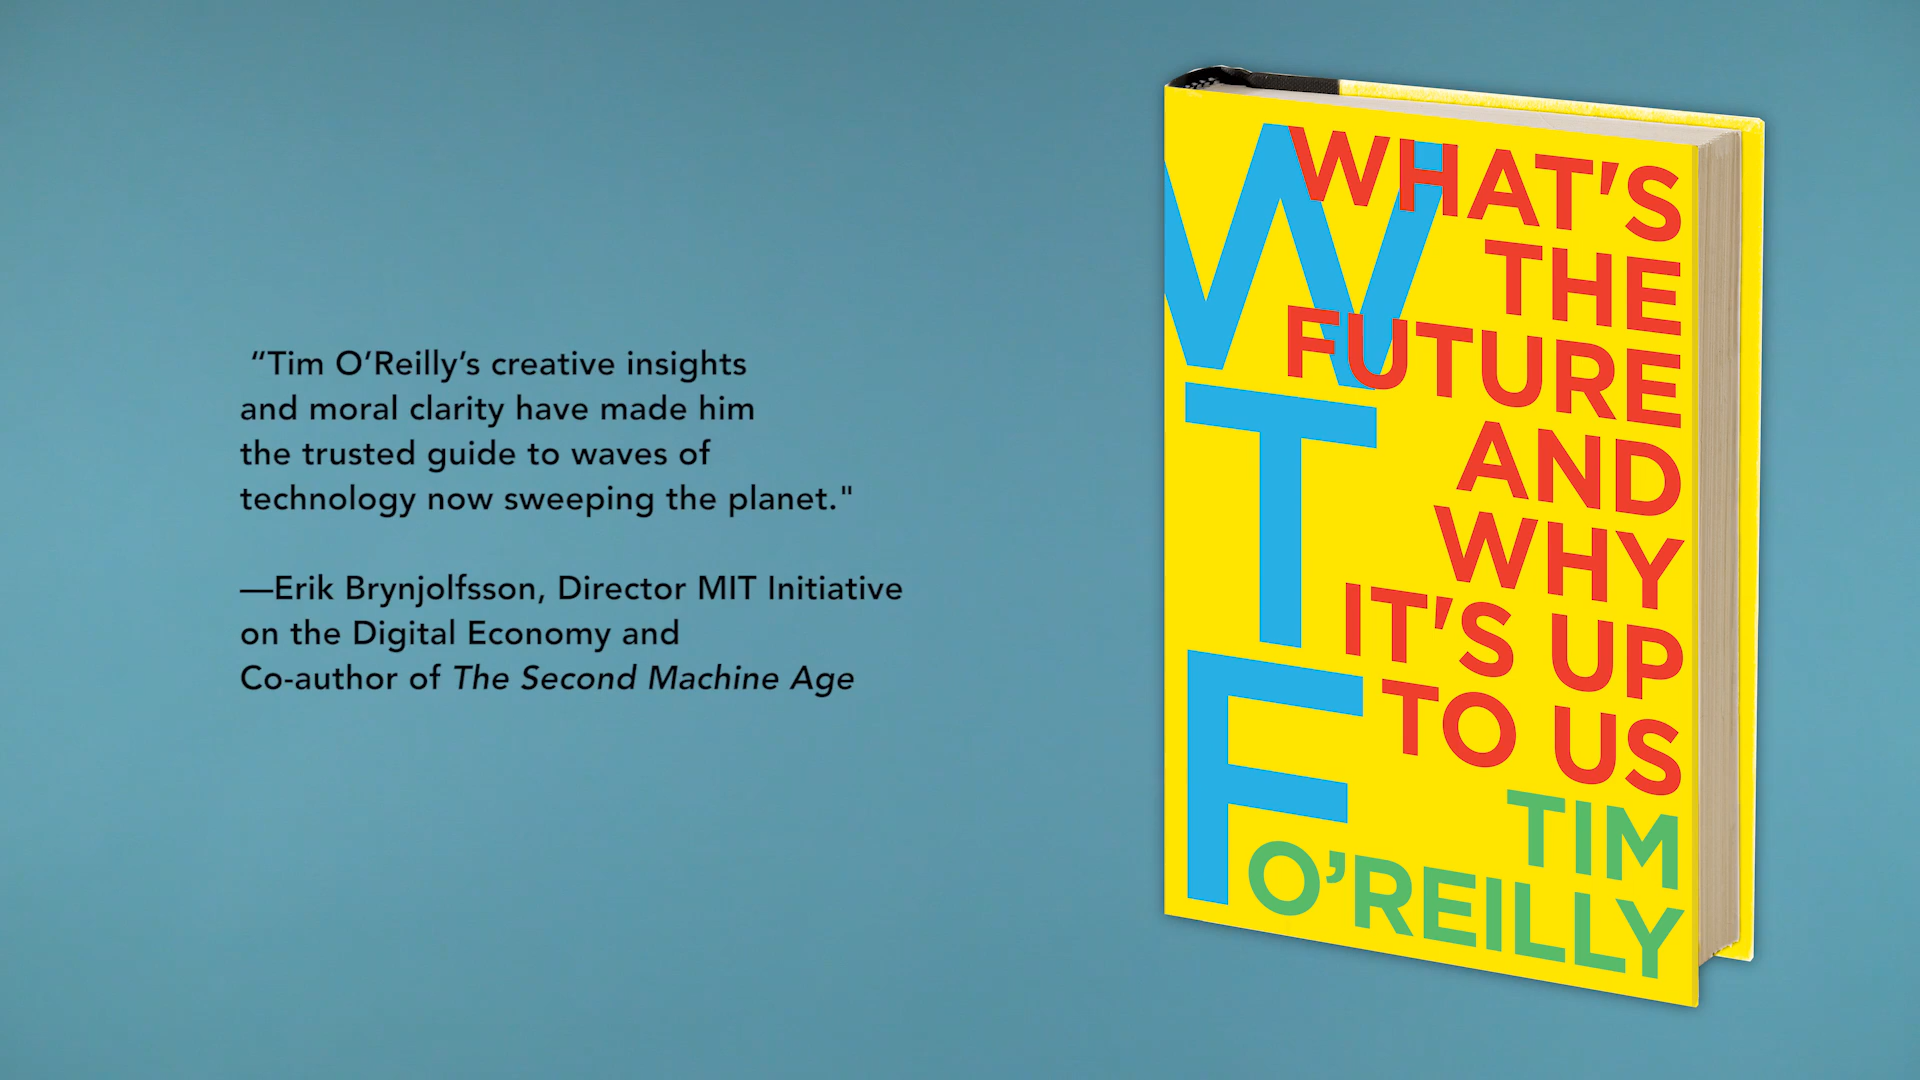 “Tim O’Reilly’s creative insights
and moral clarity have made him
the trusted guide to waves of
technology now sweeping the planet."
—Erik Brynjolfsson, Director MIT Initiative
on the Digital Economy and
Co-author of The Second Machine Age
WTF
WHAT'S
THE
FUTURE
AND
WHY
IT'S UP
TO US
TIM
O’REILLY